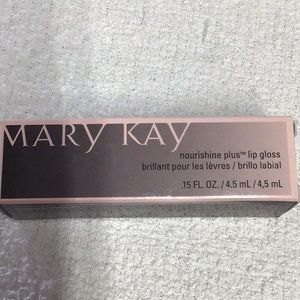 MARY KAY
nourishine plus™ lip gloss
brillant pour les lèvres / brillo labial
.15 FL. OZ. / 4.5 mL / 4,5 mL